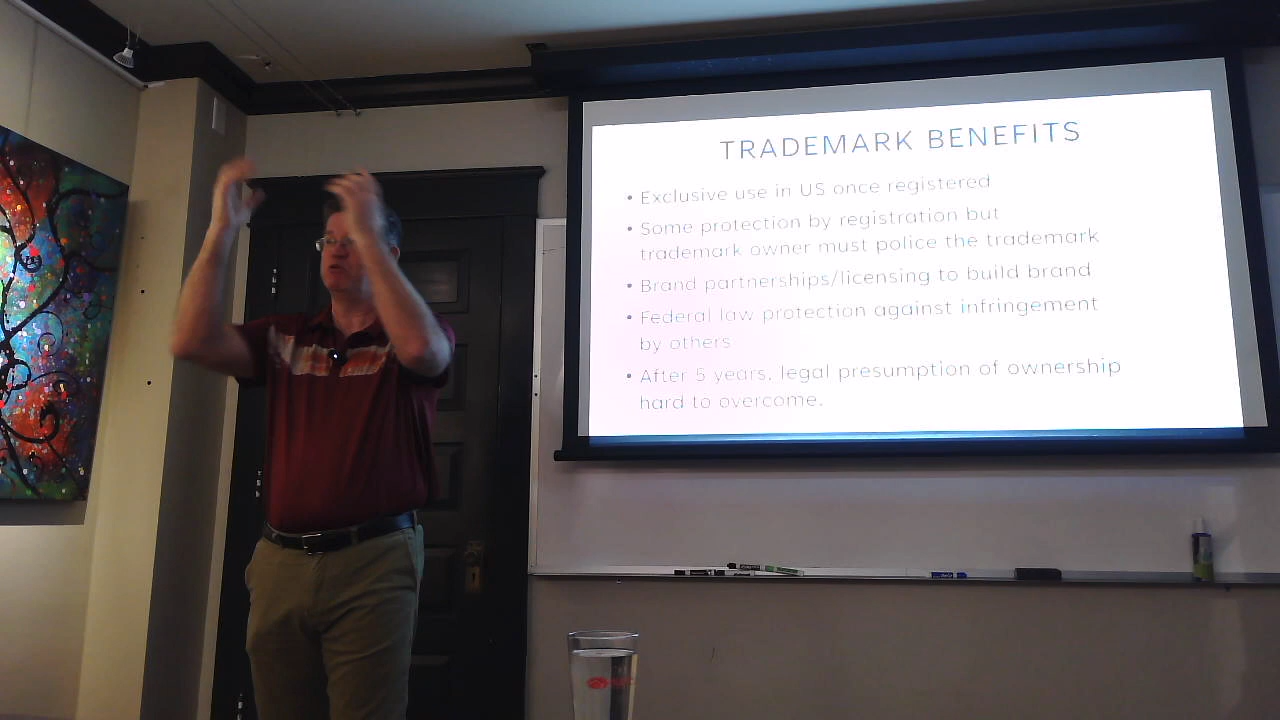 TRADEMARK BENEFITS
• Exclusive use in US once registered
• Some protection by registration but
trademark owner must police the trademark
• Brand partnerships/licensing to build brand
• Federal law protection against infringement
by others
• After 5 years, legal presumption of ownership
hard to overcome.